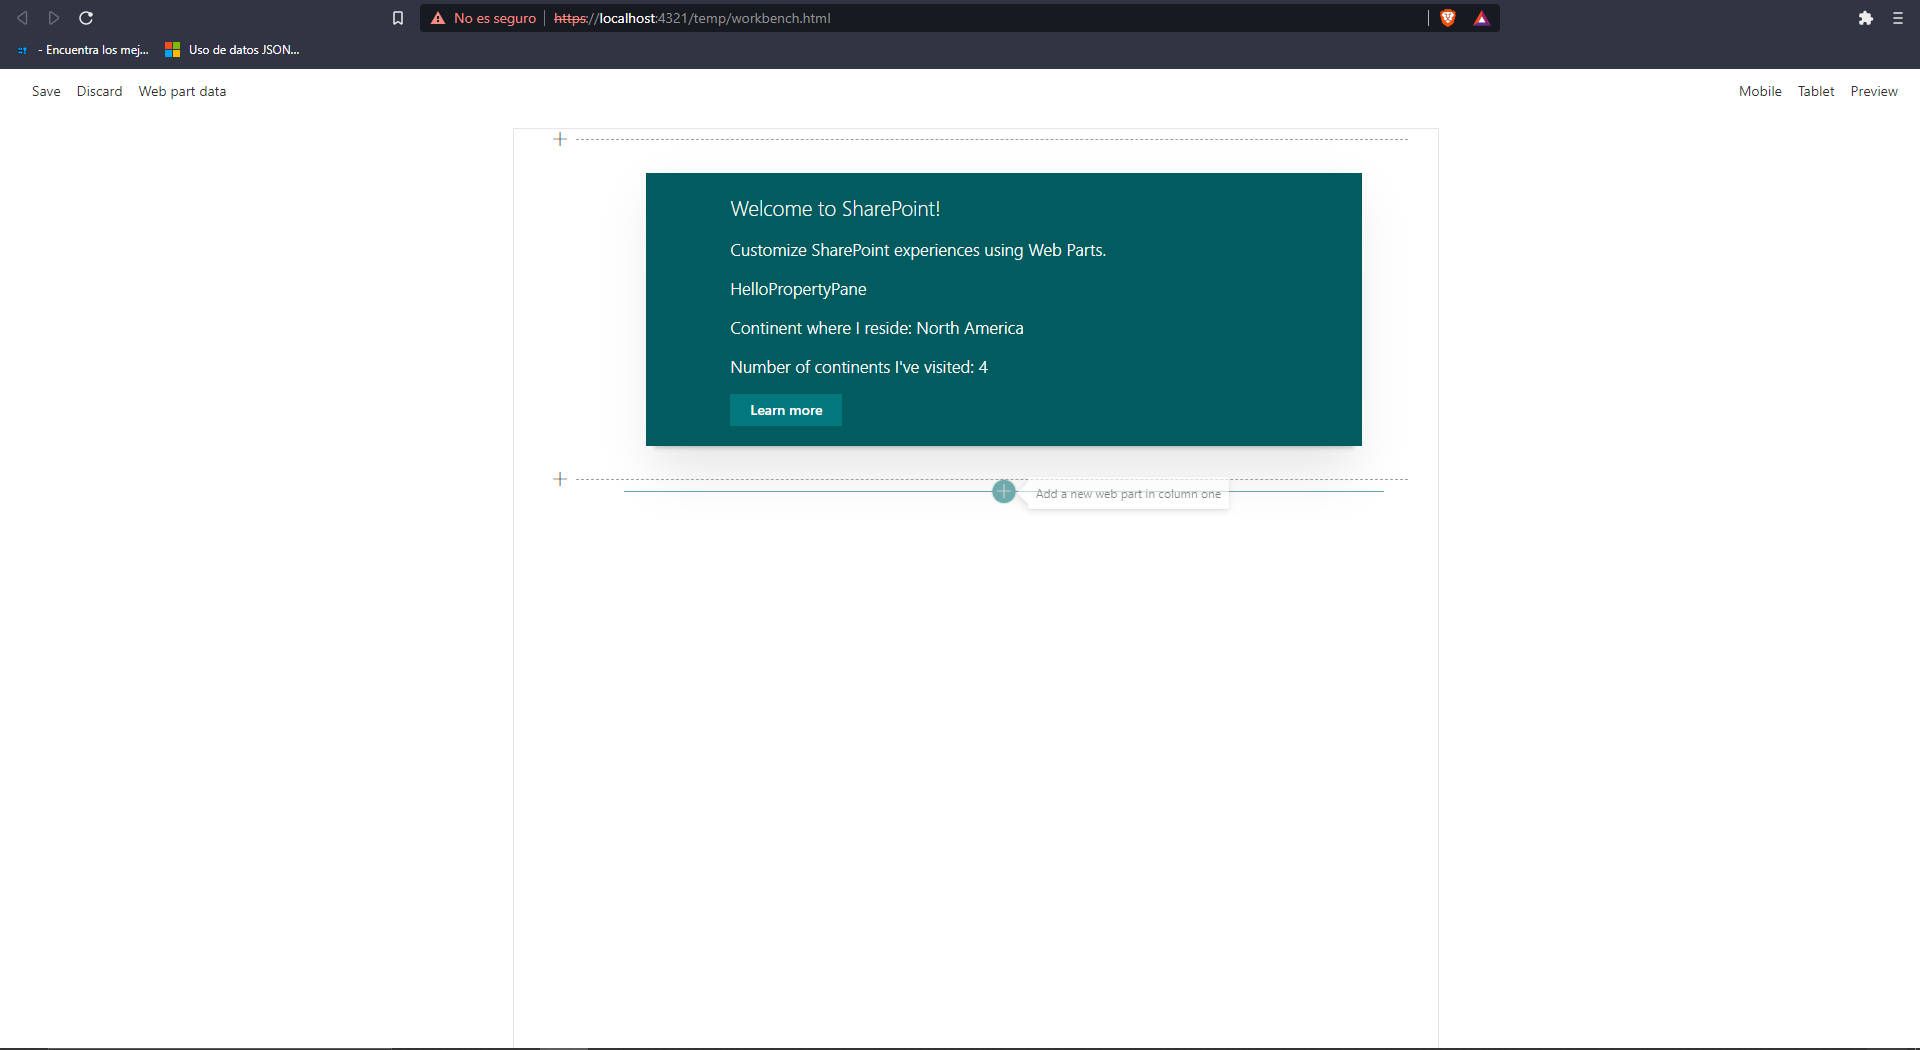 No es seguro https://localhost:4321/temp/workbench.html
- Encuentra los mej... Uso de datos JSON...
Save Discard Web part data Mobile Tablet Preview
Welcome to SharePoint!
Customize SharePoint experiences using Web Parts.
HelloPropertyPane
Continent where I reside: North America
Number of continents I've visited: 4
Learn more
Add a new web part in column one